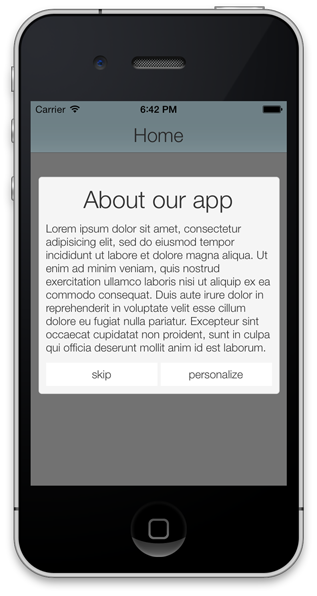 Carrier 6:42 PM
Home
About our app
Lorem ipsum dolor sit amet, consectetur
adipisicing elit, sed do eiusmod tempor
incididunt ut labore et dolore magna aliqua. Ut
enim ad minim veniam, quis nostrud
exercitation ullamco laboris nisi ut aliquip ex ea
commodo consequat. Duis aute irure dolor in
reprehenderit in voluptate velit esse cillum
dolore eu fugiat nulla pariatur. Excepteur sint
occaecat cupidatat non proident, sunt in culpa
qui officia deserunt mollit anim id est laborum.
skip personalize